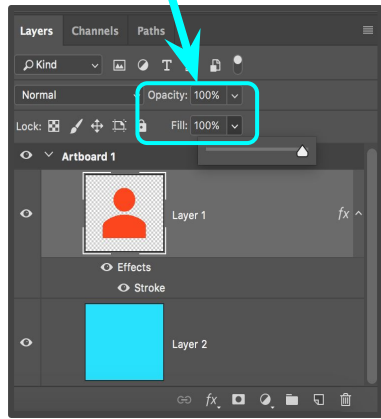 Layers Channels Paths
Kind
Normal Opacity: 100%
Lock: Fill: 100%
Artboard 1
Layer 1 fx
Effects
Stroke
Layer 2
fx